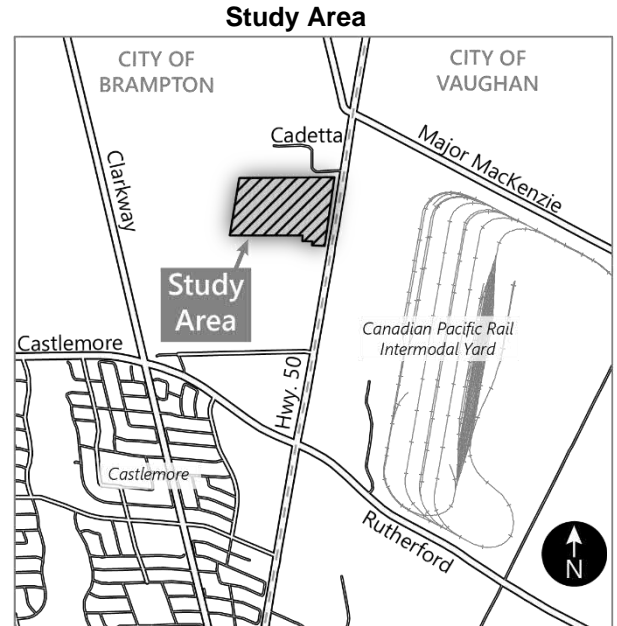 Study Area
CITY OF
BRAMPTON
CITY OF
VAUGHAN
Cadetta
Major MacKenzie
Clarkway
Study
Area
Canadian Pacific Rail
Intermodal Yard
Castlemore
Hwy. 50
Castlemore
Rutherford
N